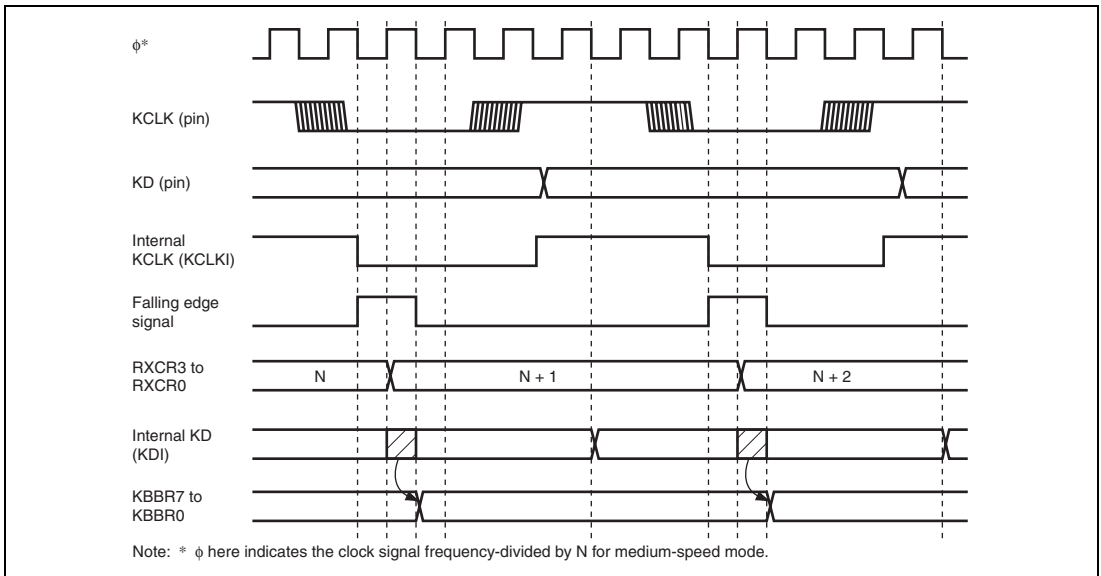 φ*
KCLK (pin)
KD (pin)
Internal
KCLK (KCLKI)
Falling edge
signal
RXCR3 to
RXCR0
N
N + 1
N + 2
Internal KD
(KDI)
KBBR7 to
KBBR0
Note: * φ here indicates the clock signal frequency-divided by N for medium-speed mode.